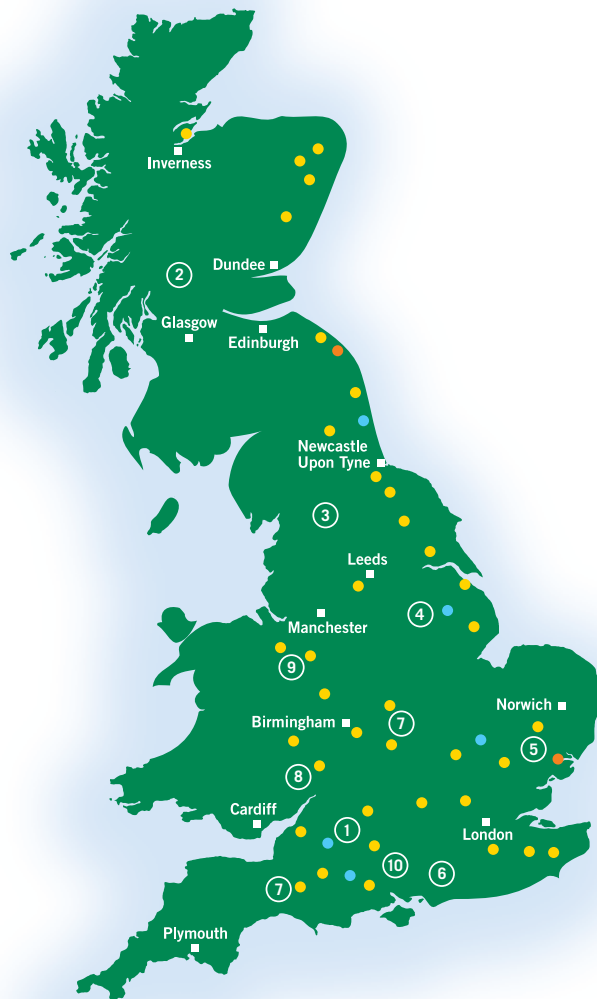 Inverness
Dundee
2
Glasgow
Edinburgh
Newcastle
Upon Tyne
3
Leeds
4
Manchester
9
Norwich
7
Birmingham
5
8
Cardiff
1
London
10
6
7
Plymouth